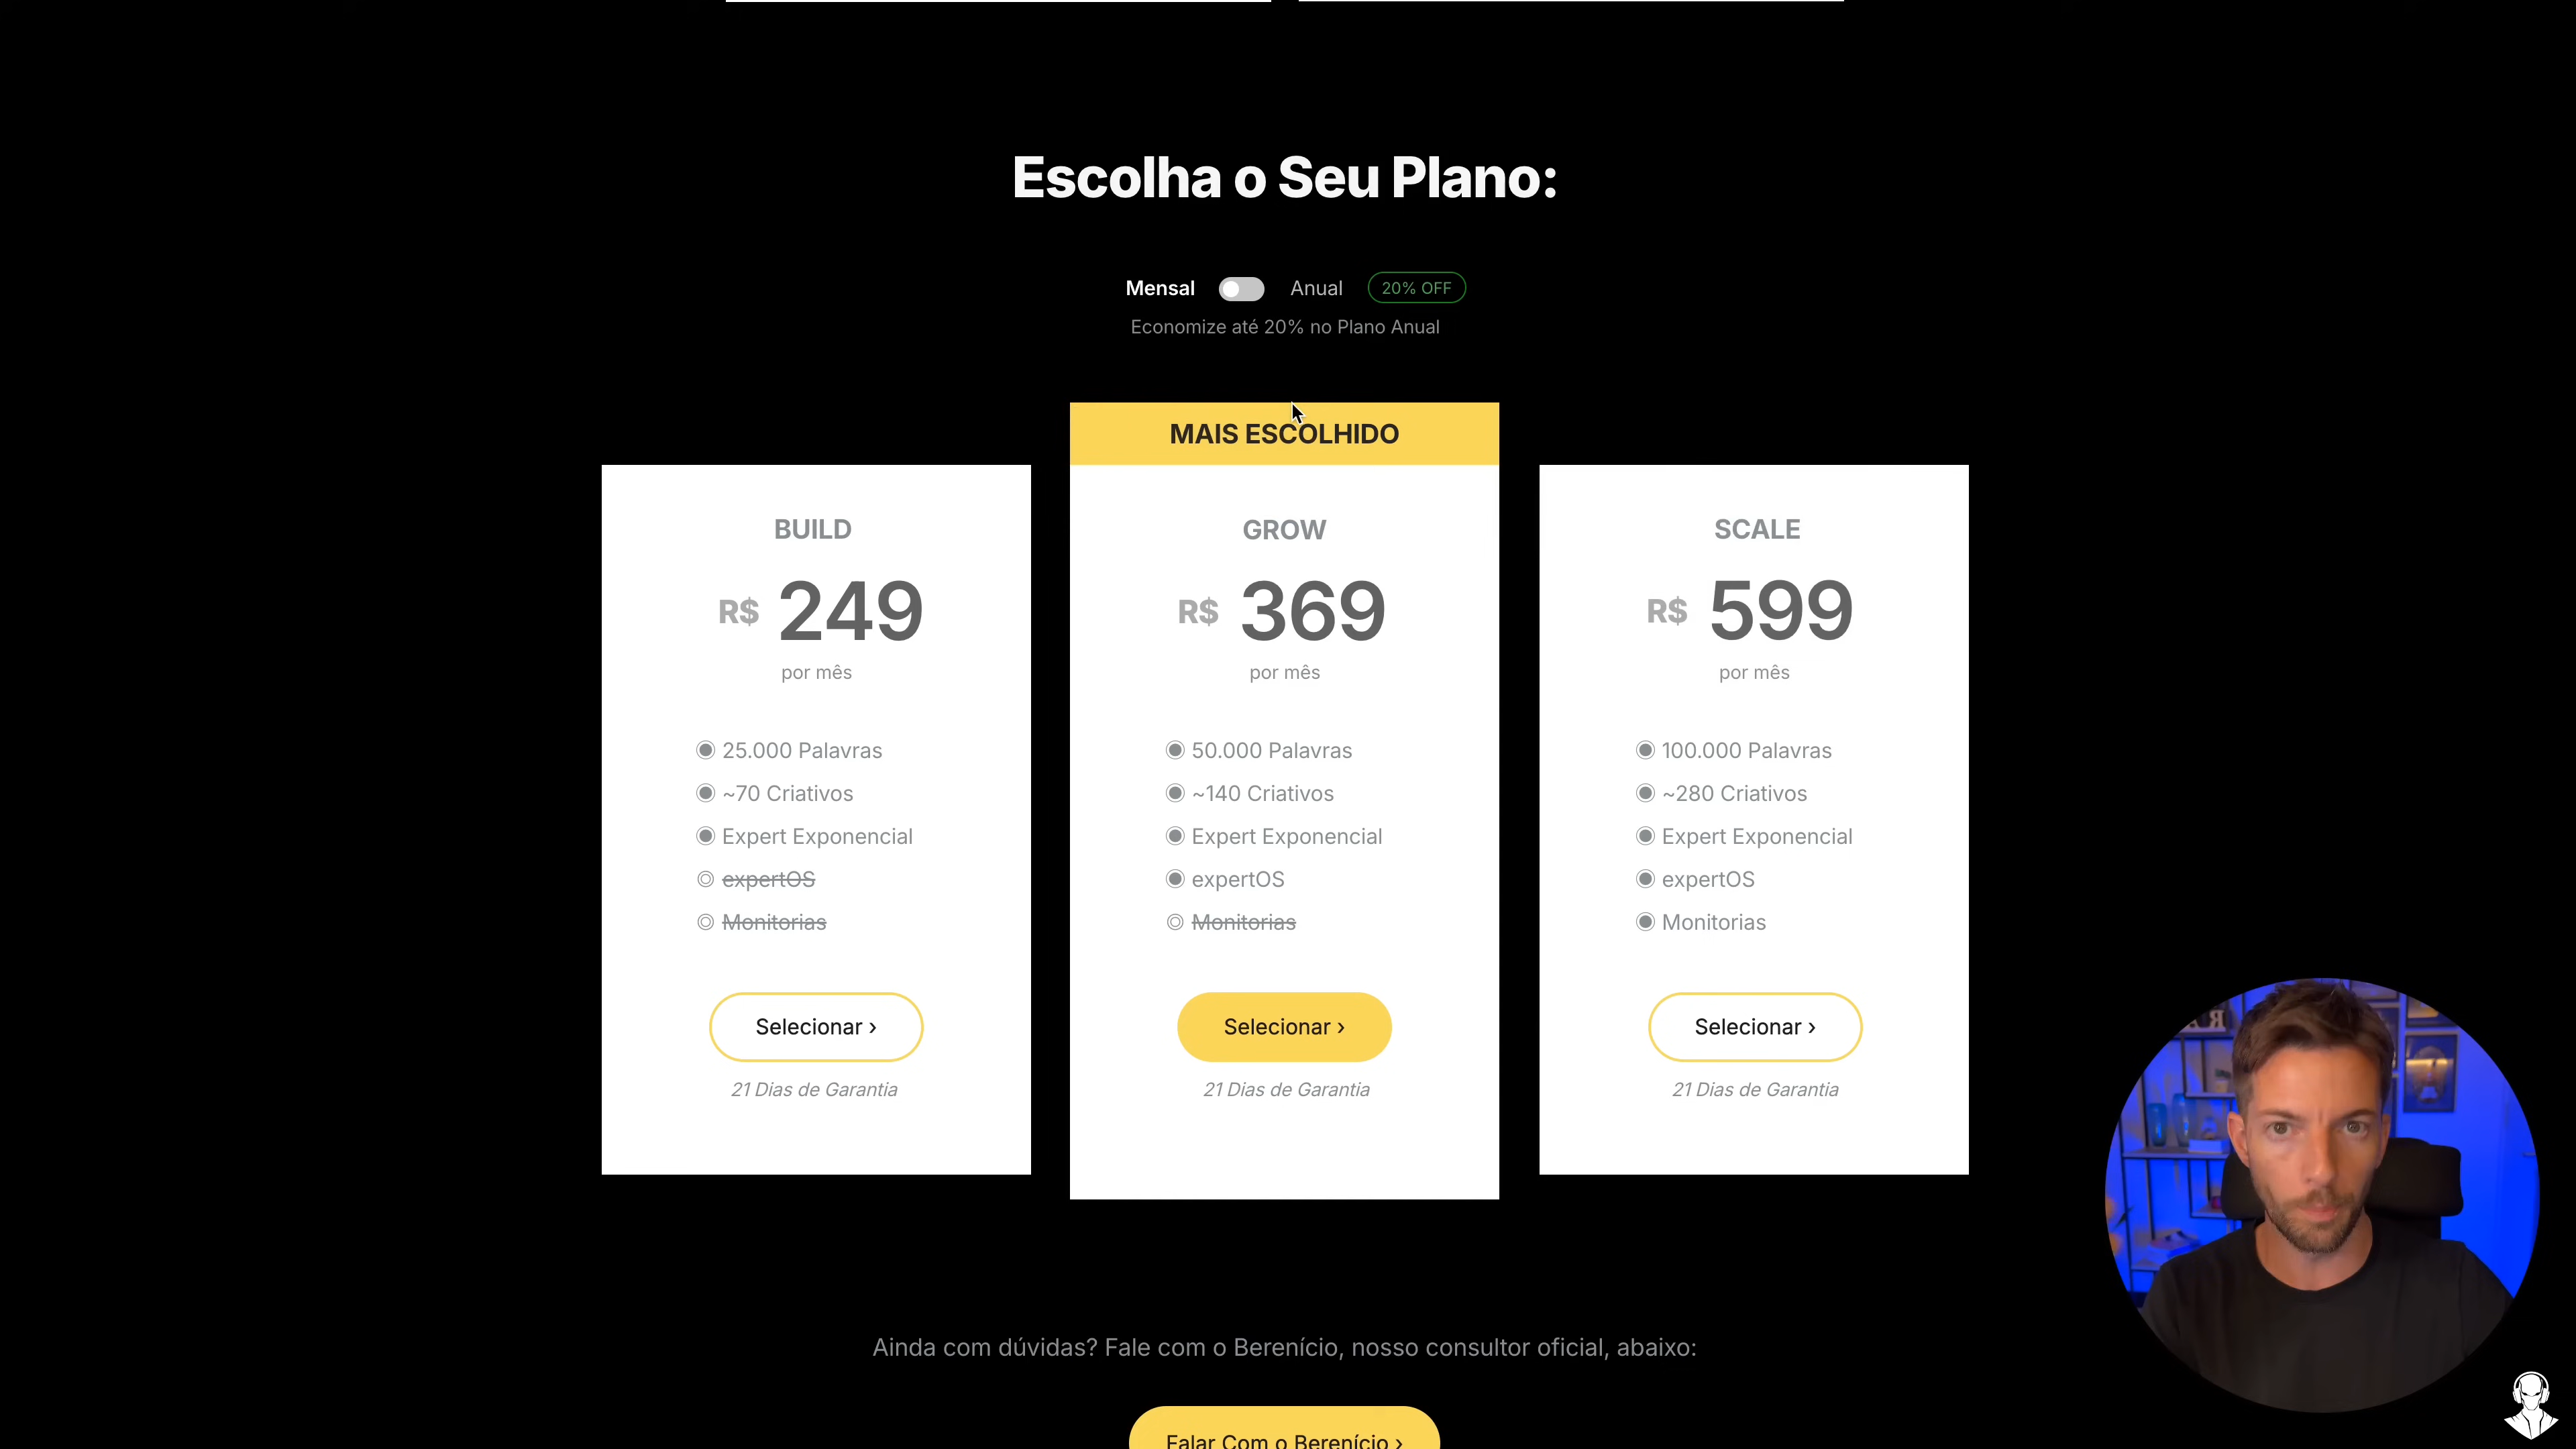 Escolha o Seu Plano:
Mensal Anual 20% OFF
Economize até 20% no Plano Anual
MAIS ESCOLHIDO
BUILD
R$ 249
por mês
25.000 Palavras
~70 Criativos
Expert Exponencial
expertOS
Monitorias
Selecionar ›
21 Dias de Garantia
GROW
R$ 369
por mês
50.000 Palavras
~140 Criativos
Expert Exponencial
expertOS
Monitorias
Selecionar ›
21 Dias de Garantia
SCALE
R$ 599
por mês
100.000 Palavras
~280 Criativos
Expert Exponencial
expertOS
Monitorias
Selecionar ›
21 Dias de Garantia
Ainda com dúvidas? Fale com o Berenício, nosso consultor oficial, abaixo:
Falar Com o Berenício ›